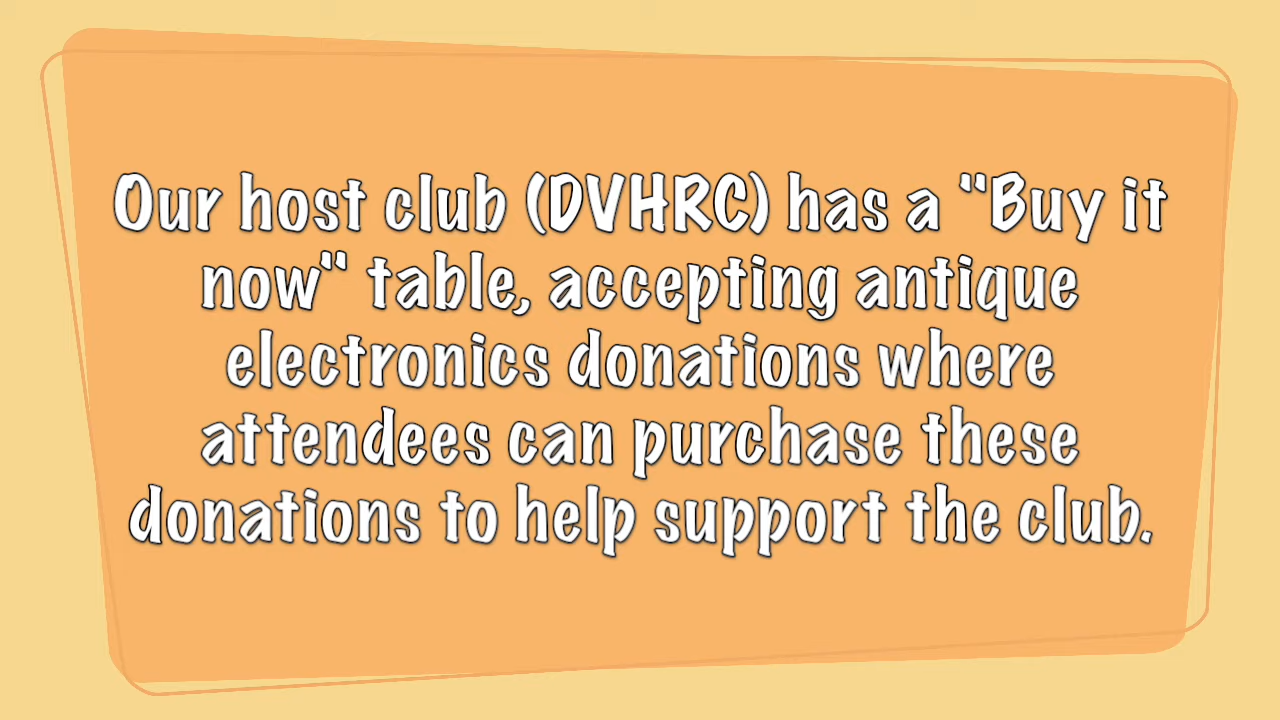 Our host club (DVHRC) has a "Buy it
now" table, accepting antique
electronics donations where
attendees can purchase these
donations to help support the club.